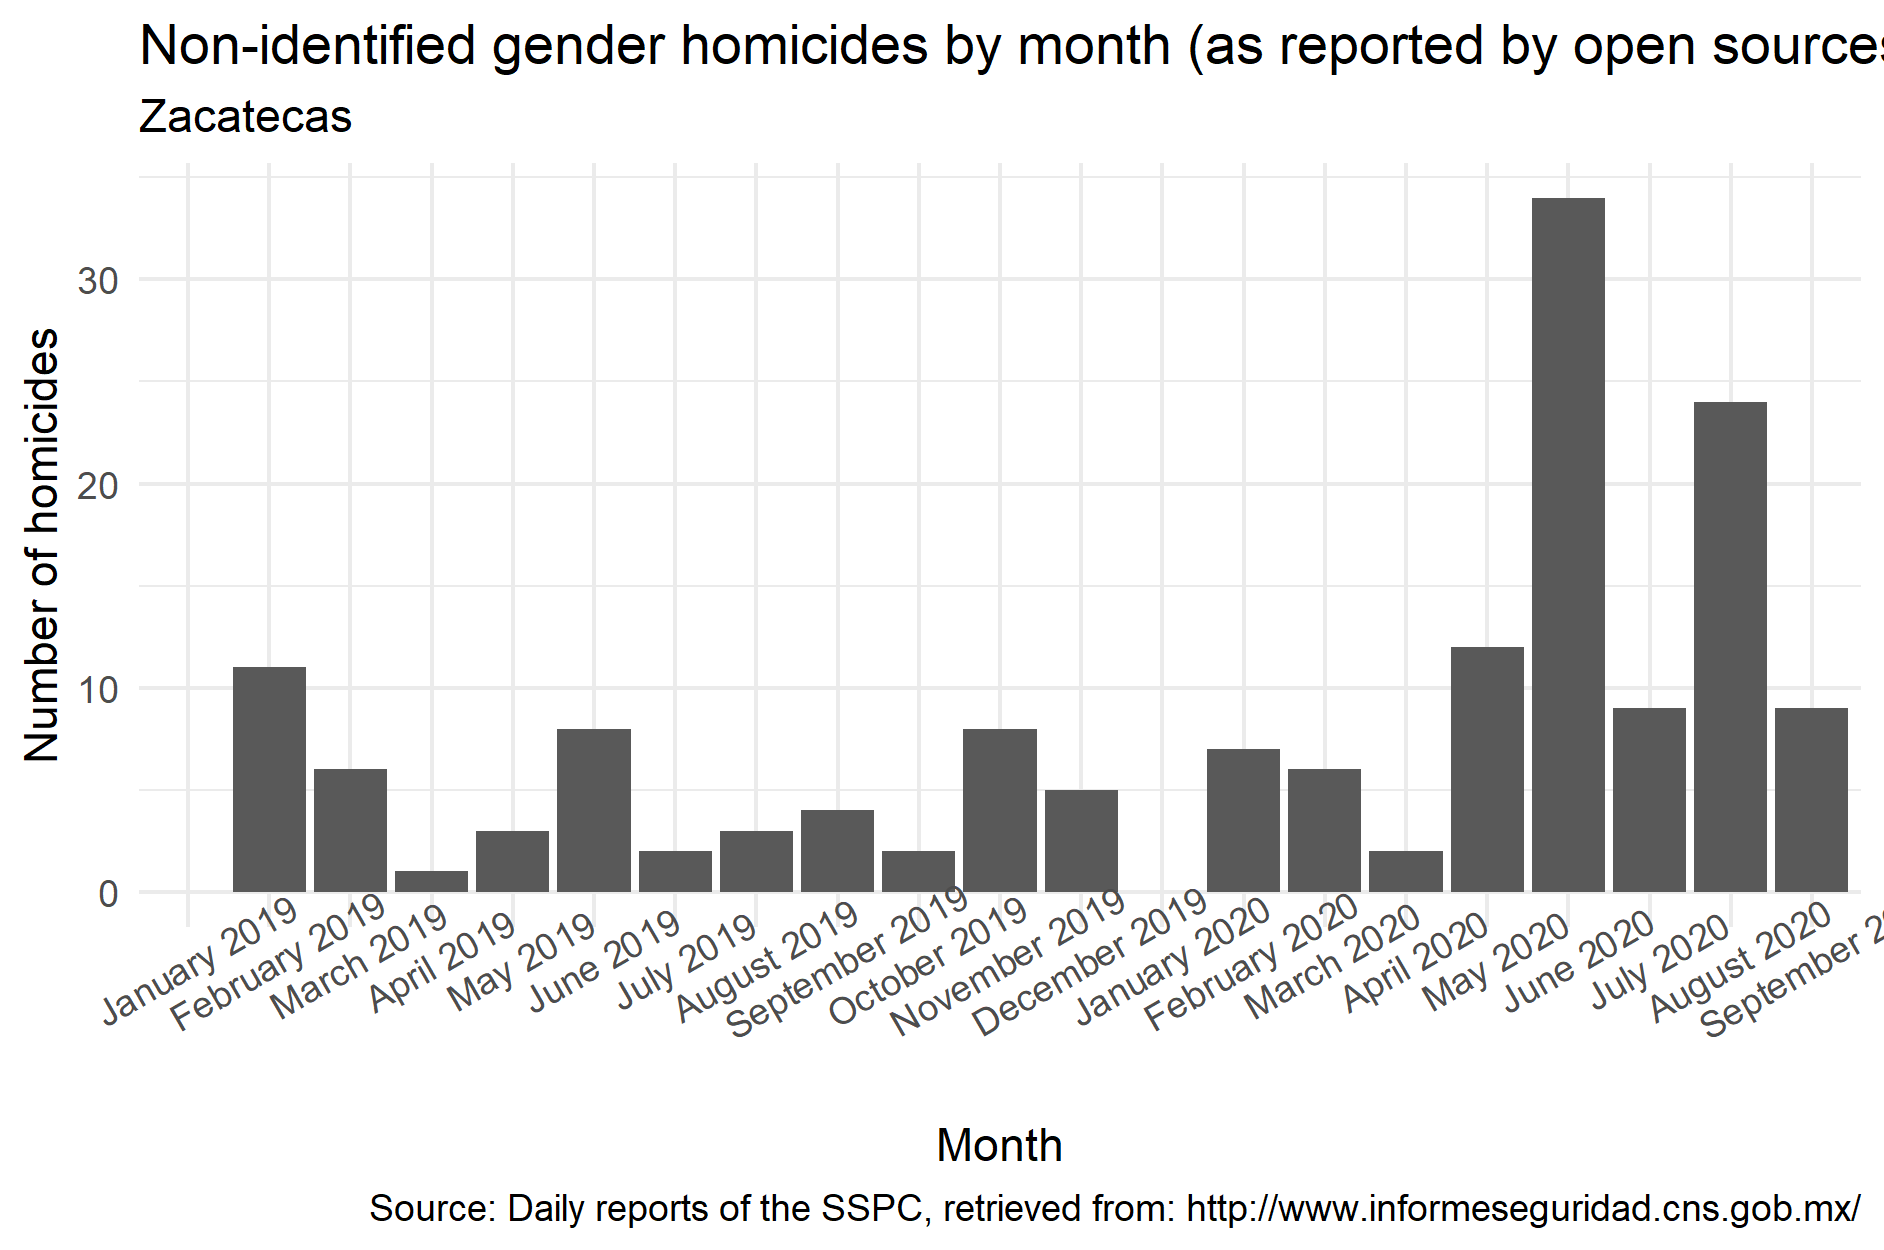 Non-identified gender homicides by month (as reported by open sources
Zacatecas
Number of homicides
30
20
10
0
January 2019
February 2019
March 2019
April 2019
May 2019
June 2019
July 2019
August 2019
September 2019
October 2019
November 2019
December 2019
January 2020
February 2020
March 2020
April 2020
May 2020
June 2020
July 2020
August 2020
September 2
Month
Source: Daily reports of the SSPC, retrieved from: http://www.informeseguridad.cns.gob.mx/